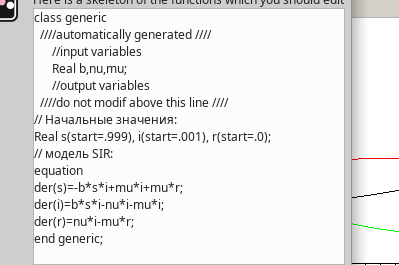 Here is a skeleton of the functions which you should edit
class generic
////automatically generated ////
//input variables
Real b,nu,mu;
//output variables
////do not modif above this line ////
// Начальные значения:
Real s(start=.999), i(start=.001), r(start=.0);
// модель SIR:
equation
der(s)=-b*s*i+mu*i+mu*r;
der(i)=b*s*i-nu*i-mu*i;
der(r)=nu*i-mu*r;
end generic;